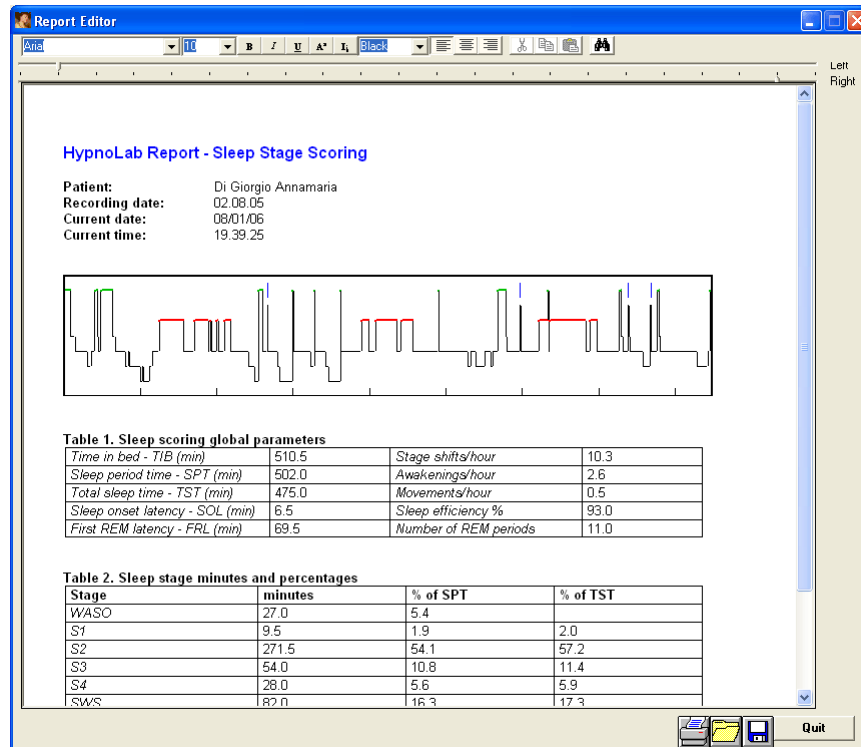 Report Editor
Arial 10 B I U Aª I¡ Black
Left
Right
HypnoLab Report - Sleep Stage Scoring
Patient: Di Giorgio Annamaria
Recording date: 02.08.05
Current date: 08/01/06
Current time: 19.39.25
Table 1. Sleep scoring global parameters
Time in bed - TIB (min) 510.5 Stage shifts/hour 10.3
Sleep period time - SPT (min) 502.0 Awakenings/hour 2.6
Total sleep time - TST (min) 475.0 Movements/hour 0.5
Sleep onset latency - SOL (min) 6.5 Sleep efficiency % 93.0
First REM latency - FRL (min) 69.5 Number of REM periods 11.0
Table 2. Sleep stage minutes and percentages
Stage minutes % of SPT % of TST
WASO 27.0 5.4
S1 9.5 1.9 2.0
S2 271.5 54.1 57.2
S3 54.0 10.8 11.4
S4 28.0 5.6 5.9
SWS 82.0 16.3 17.3
Quit